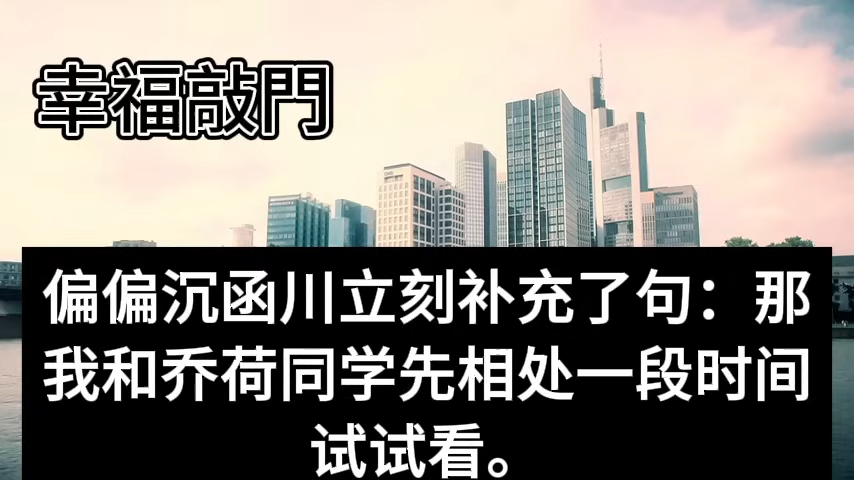 幸福敲門
偏偏沉函川立刻补充了句：那
我和乔荷同学先相处一段时间
试试看。